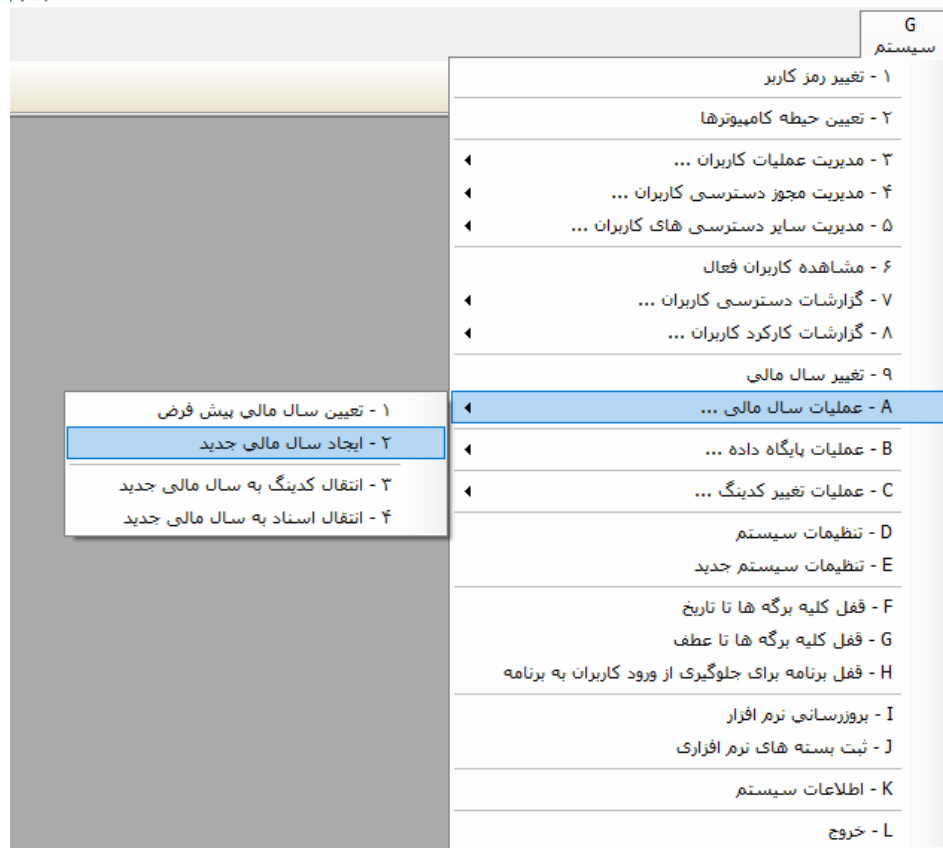 G
سیستم
۱ - تغییر رمز کاربر
۲ - تعیین حیطه کامپیوترها
۳ - مدیریت عملیات کاربران ...
۴ - مدیریت مجوز دسترسی کاربران ...
۵ - مدیریت سایر دسترسی های کاربران ...
۶ - مشاهده کاربران فعال
۷ - گزارشات دسترسی کاربران ...
۸ - گزارشات کارکرد کاربران ...
۹ - تغییر سال مالی
A - عملیات سال مالی ...
۱ - تعیین سال مالی پیش فرض
۲ - ایجاد سال مالی جدید
۳ - انتقال کدینگ به سال مالی جدید
۴ - انتقال اسناد به سال مالی جدید
B - عملیات پایگاه داده ...
C - عملیات تغییر کدینگ ...
D - تنظیمات سیستم
E - تنظیمات سیستم جدید
F - قفل کلیه برگه ها تا تاریخ
G - قفل کلیه برگه ها تا عطف
H - قفل برنامه برای جلوگیری از ورود کاربران به برنامه
I - بروزرسانی نرم افزار
J - ثبت بسته های نرم افزاری
K - اطلاعات سیستم
L - خروج